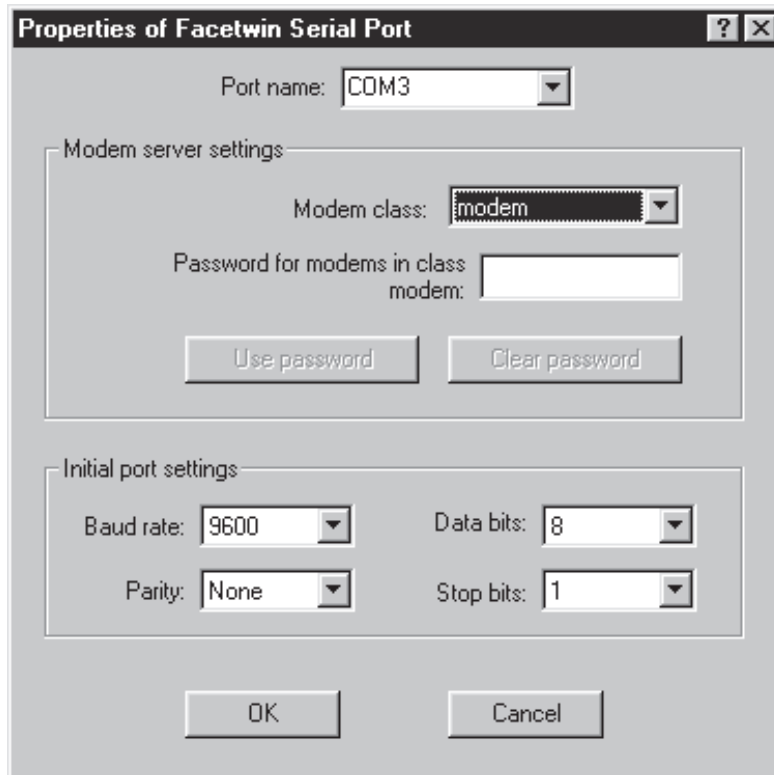 Properties of Facetwin Serial Port ? X
Port name: COM3
Modem server settings
Modem class: modem
Password for modems in class
modem:
Use password Clear password
Initial port settings
Baud rate: 9600 Data bits: 8
Parity: None Stop bits: 1
OK Cancel